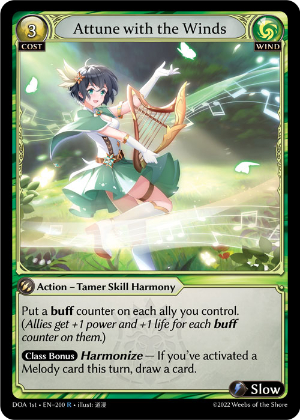 3
Attune with the Winds
COST
WIND
Action – Tamer Skill Harmony
Put a buff counter on each ally you control.
(Allies get +1 power and +1 life for each buff
counter on them.)
Class Bonus Harmonize — If you've activated a
Melody card this turn, draw a card.
Slow
DOA 1st - EN-200 R - illust: 道滿
©2022 Weebs of the Shore